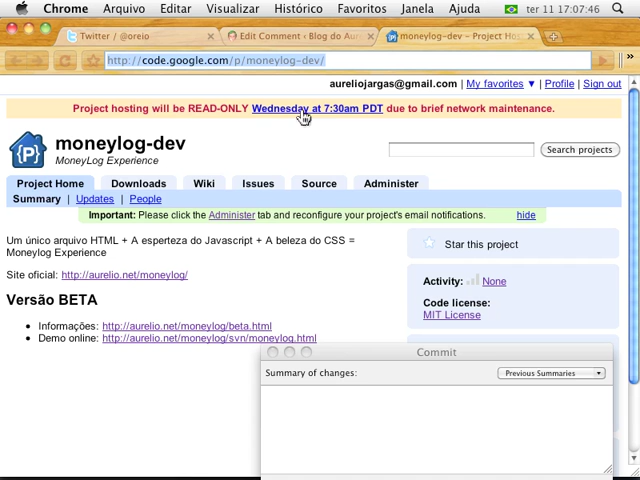 Chrome Arquivo Editar Visualizar Histórico Favoritos Janela Ajuda ter 11 17:07:46
Twitter / @oreio
Edit Comment ‹ Blog do Au
moneylog-dev - Project Hos
http://code.google.com/p/moneylog-dev/
aureliojargas@gmail.com | My favorites ▼ | Profile | Sign out
Project hosting will be READ-ONLY Wednesday at 7:30am PDT due to brief network maintenance.
{P}
moneylog-dev
MoneyLog Experience
Search projects
Project Home Downloads Wiki Issues Source Administer
Summary | Updates | People
Important: Please click the Administer tab and reconfigure your project's email notifications. hide
Um único arquivo HTML + A esperteza do Javascript + A beleza do CSS =
Moneylog Experience
Site oficial: http://aurelio.net/moneylog/
Versão BETA
• Informações: http://aurelio.net/moneylog/beta.html
• Demo online: http://aurelio.net/moneylog/svn/moneylog.html
Star this project
Activity: None
Code license:
MIT License
Commit
Summary of changes:
Previous Summaries